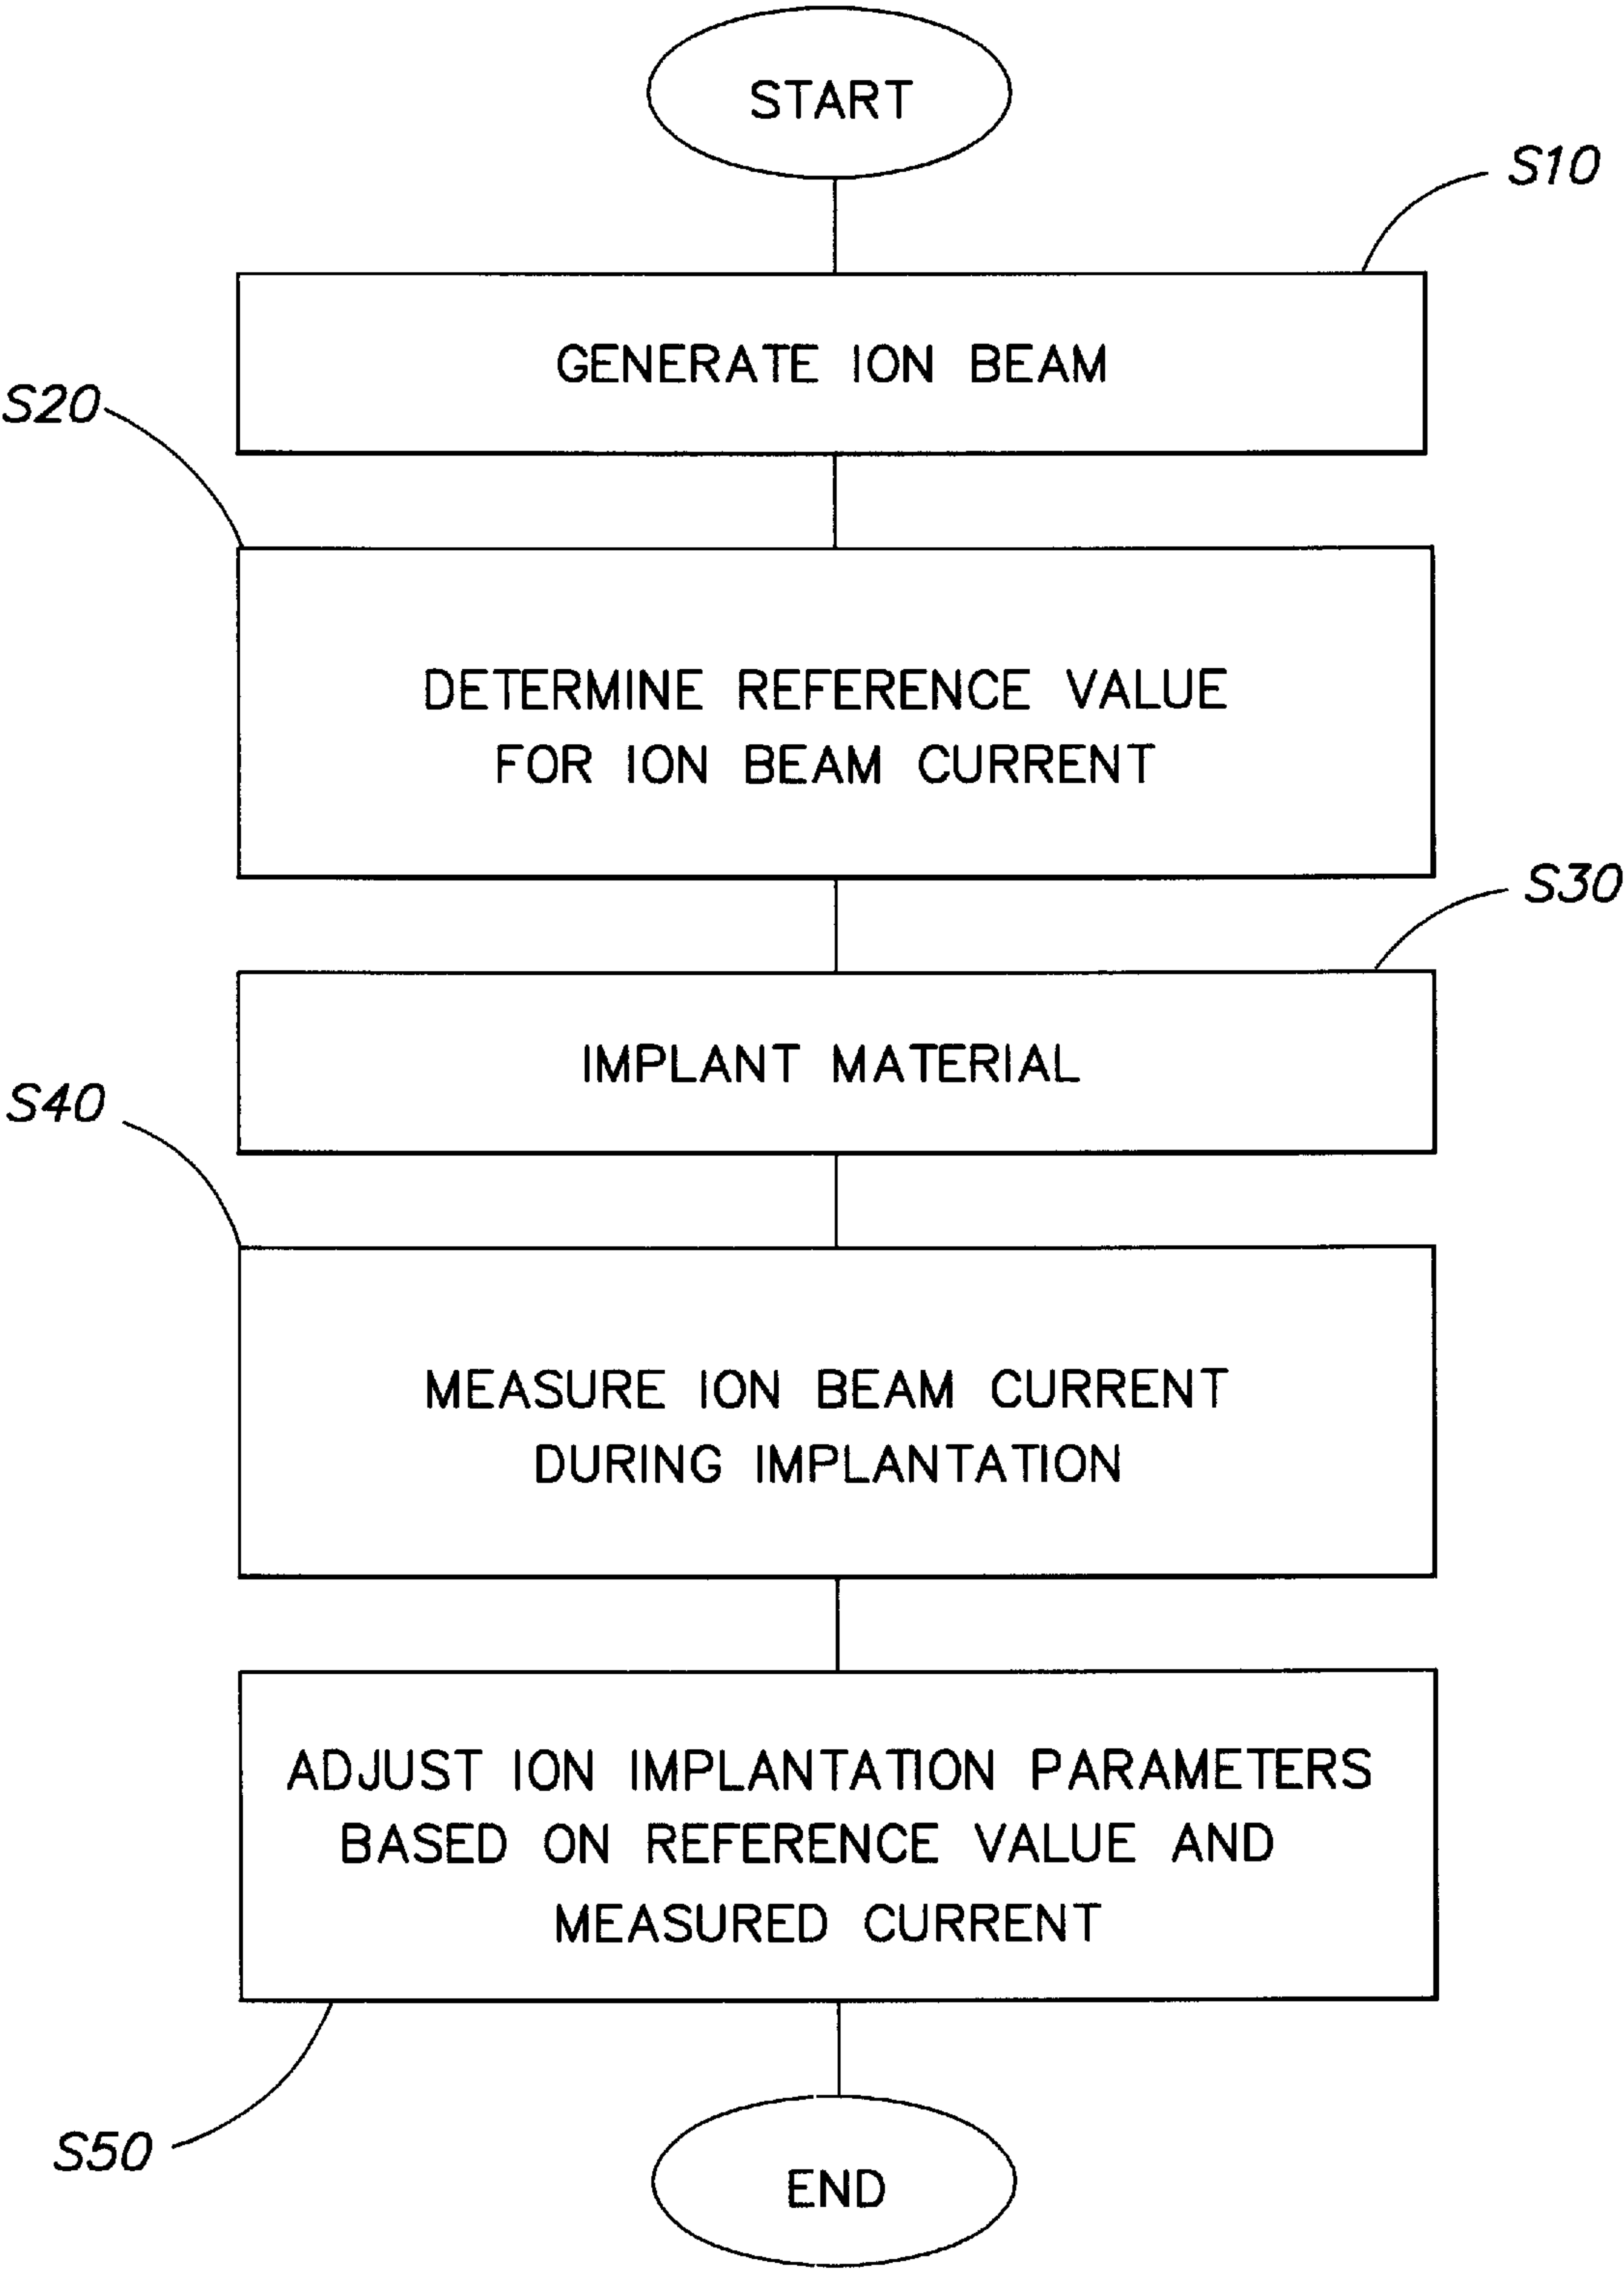 START
S10
GENERATE ION BEAM
S20
DETERMINE REFERENCE VALUE
FOR ION BEAM CURRENT
S30
IMPLANT MATERIAL
S40
MEASURE ION BEAM CURRENT
DURING IMPLANTATION
ADJUST ION IMPLANTATION PARAMETERS
BASED ON REFERENCE VALUE AND
MEASURED CURRENT
S50
END